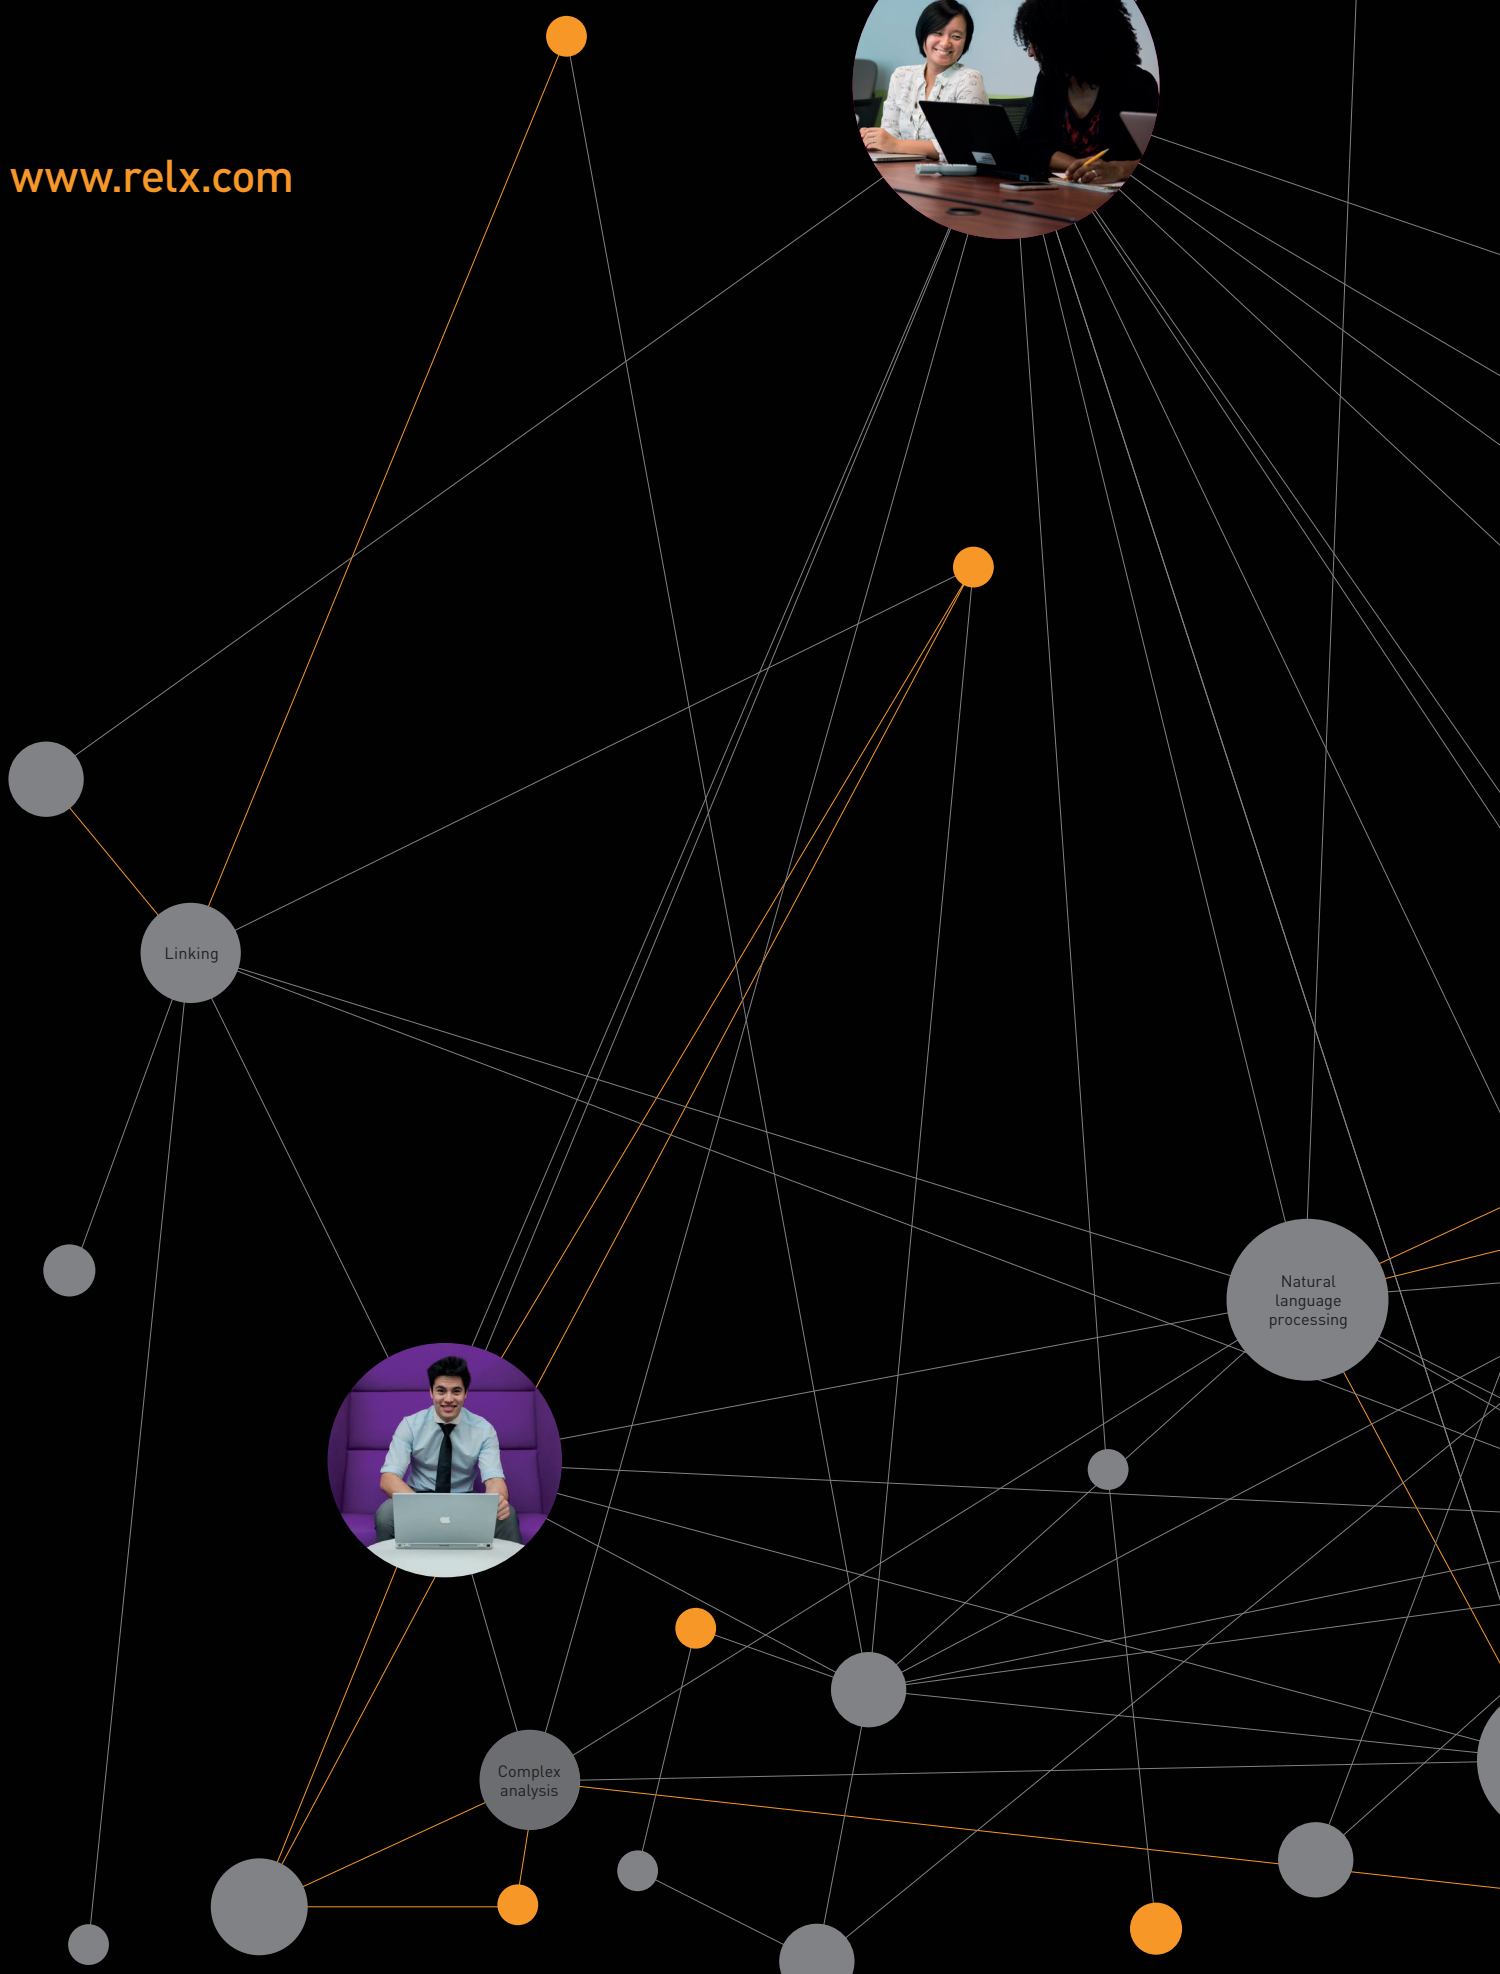 www.relx.com
Linking
Natural
language
processing
Complex
analysis